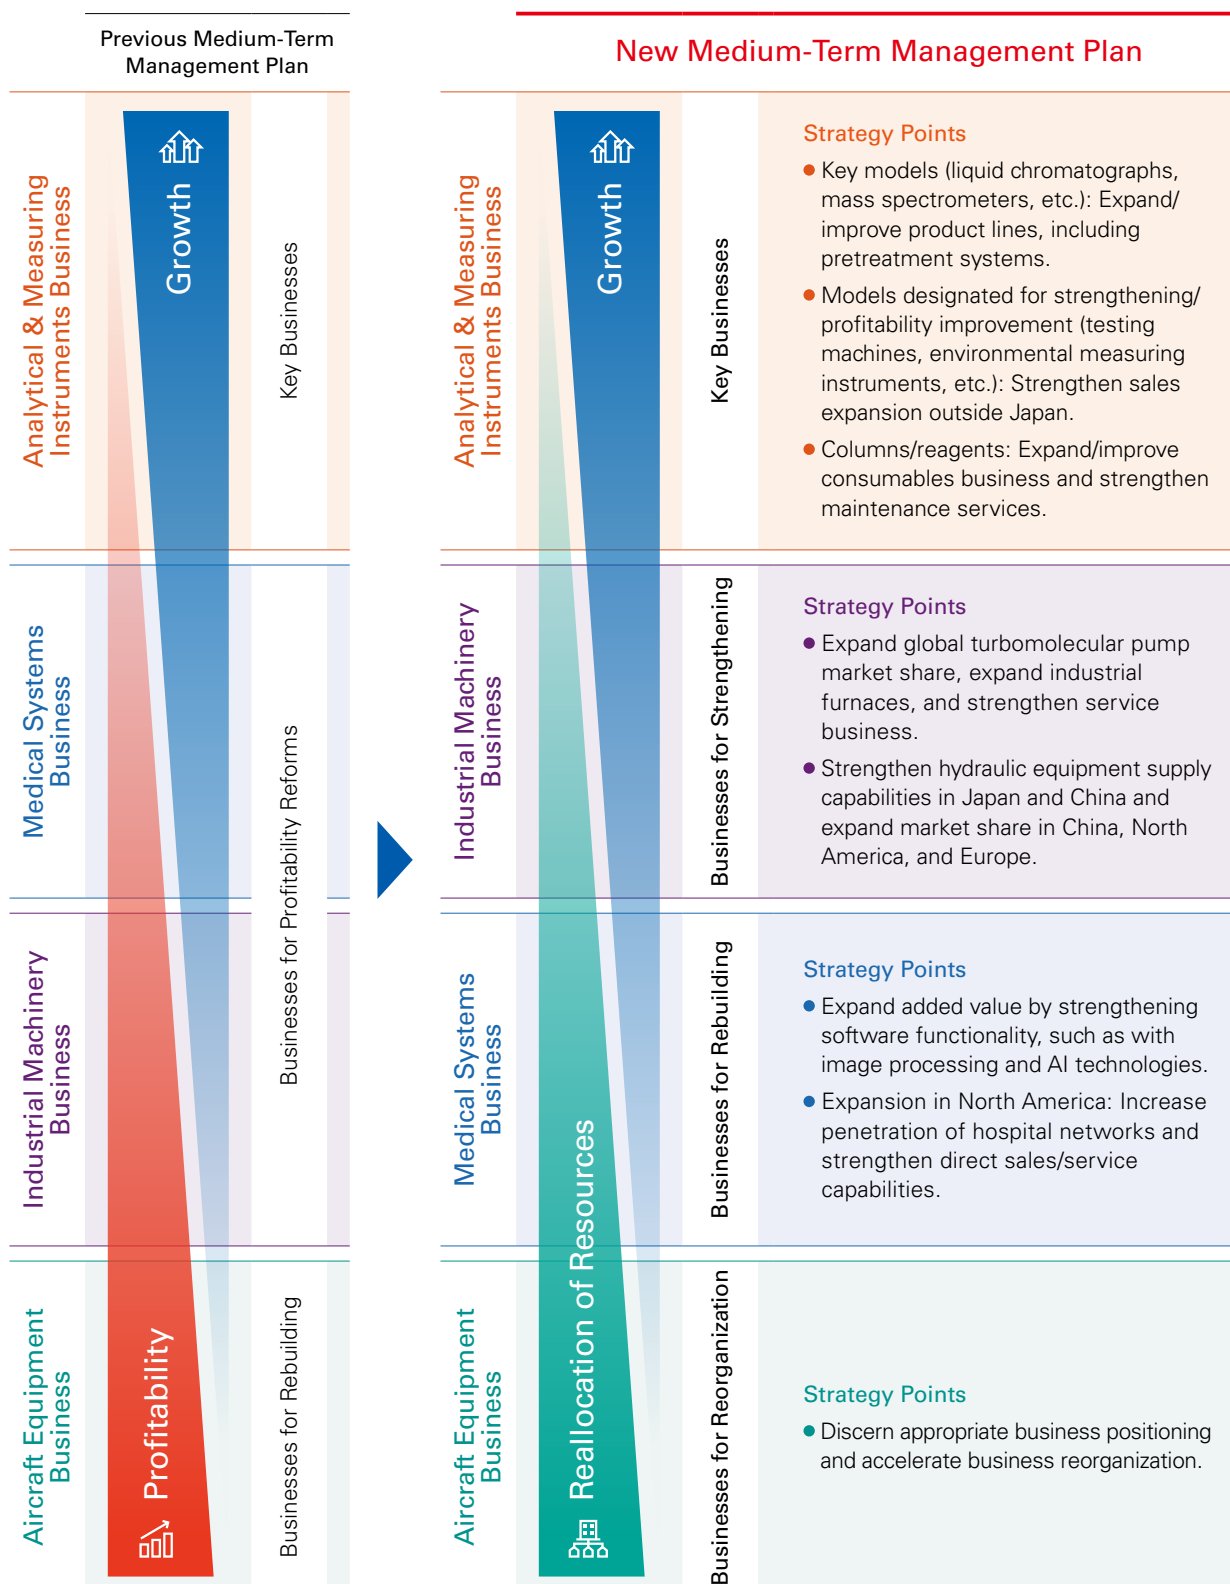 Previous Medium-Term
Management Plan
Analytical & Measuring
Instruments Business
Growth
Key Businesses
Medical Systems
Business
Businesses for Profitability Reforms
Industrial Machinery
Business
Aircraft Equipment
Business
Profitability
Businesses for Rebuilding
New Medium-Term Management Plan
Analytical & Measuring
Instruments Business
Growth
Key Businesses
Strategy Points
● Key models (liquid chromatographs,
mass spectrometers, etc.): Expand/
improve product lines, including
pretreatment systems.
● Models designated for strengthening/
profitability improvement (testing
machines, environmental measuring
instruments, etc.): Strengthen sales
expansion outside Japan.
● Columns/reagents: Expand/improve
consumables business and strengthen
maintenance services.
Industrial Machinery
Business
Businesses for Strengthening
Strategy Points
● Expand global turbomolecular pump
market share, expand industrial
furnaces, and strengthen service
business.
● Strengthen hydraulic equipment supply
capabilities in Japan and China and
expand market share in China, North
America, and Europe.
Medical Systems
Business
Businesses for Rebuilding
Strategy Points
● Expand added value by strengthening
software functionality, such as with
image processing and AI technologies.
● Expansion in North America: Increase
penetration of hospital networks and
strengthen direct sales/service
capabilities.
Aircraft Equipment
Business
Reallocation of Resources
Businesses for Reorganization
Strategy Points
● Discern appropriate business positioning
and accelerate business reorganization.